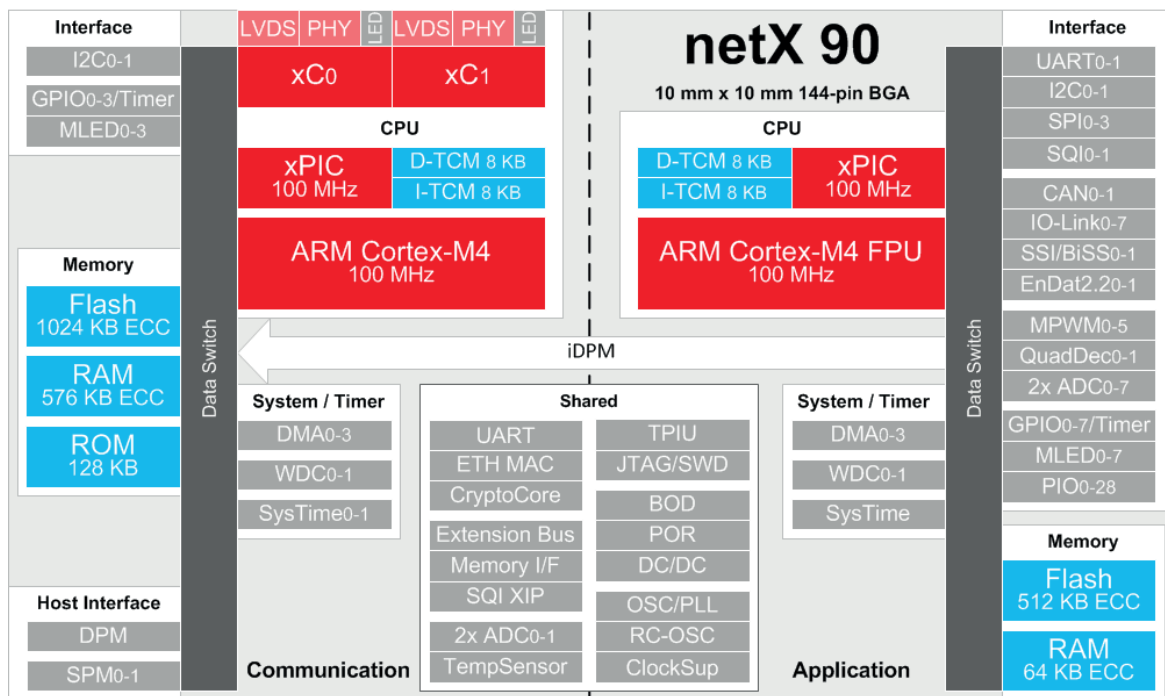 Interface
I2C0-1
GPIO0-3/Timer
MLED0-3
Memory
Flash
1024 KB ECC
RAM
576 KB ECC
ROM
128 KB
Host Interface
DPM
SPM0-1
Data Switch
LVDS PHY LED LVDS PHY LED
xC0 xC1
CPU
xPIC
100 MHz
D-TCM 8 KB
I-TCM 8 KB
ARM Cortex-M4
100 MHz
netX 90
10 mm x 10 mm 144-pin BGA
CPU
D-TCM 8 KB
I-TCM 8 KB
xPIC
100 MHz
ARM Cortex-M4 FPU
100 MHz
iDPM
System / Timer
DMA0-3
WDC0-1
SysTime0-1
Communication
Shared
UART
ETH MAC
CryptoCore
Extension Bus
Memory I/F
SQI XIP
2x ADC0-1
TempSensor
TPIU
JTAG/SWD
BOD
POR
DC/DC
OSC/PLL
RC-OSC
ClockSup
System / Timer
DMA0-3
WDC0-1
SysTime
Application
Data Switch
Interface
UART0-1
I2C0-1
SPI0-3
SQI0-1
CAN0-1
IO-Link0-7
SSI/BiSS0-1
EnDat2.20-1
MPWM0-5
QuadDec0-1
2x ADC0-7
GPIO0-7/Timer
MLED0-7
PIO0-28
Memory
Flash
512 KB ECC
RAM
64 KB ECC